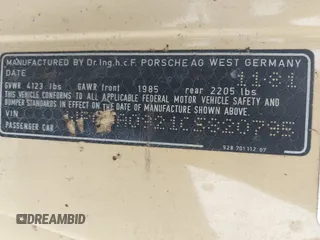 MANUFACTURED BY Dr.Ing.h.c.F. PORSCHE AG WEST GERMANY
DATE 11:81
GVWR 4123 lbs GAWR front 1985 rear 2205 lbs
THIS CAR CONFORMS TO ALL APPLICABLE FEDERAL MOTOR VEHICLE SAFETY AND BUMPER STANDARDS IN EFFECT ON THE DATE OF MANUFACTURE SHOWN ABOVE
VIN
PASSENGER CAR
928 701 112 07
DREAMBID